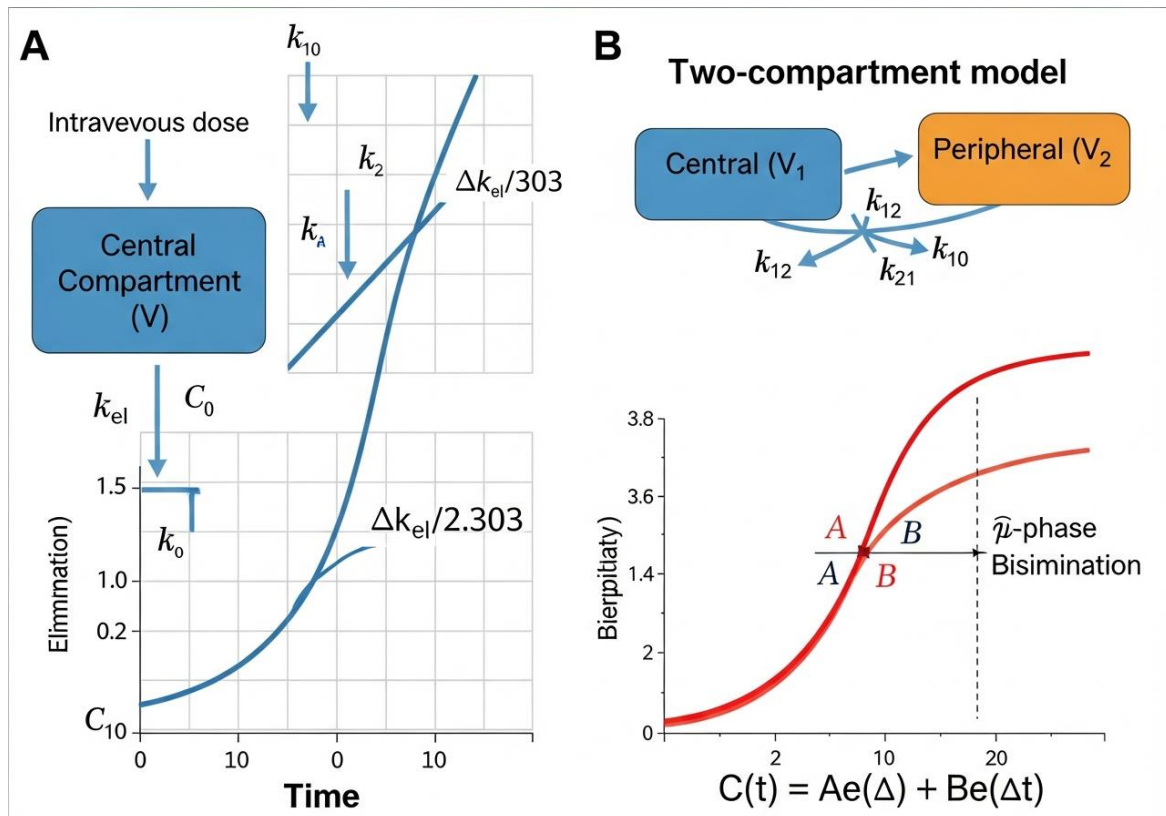 A
k10
Intravevous dose
k2
Δkel/303
kA
Central
Compartment
(V)
kel
C0
1.5
k0
Δkel/2.303
1.0
0.2
Elimmmation)
C10
0
10
0
10
Time
B
Two-compartment model
Central (V1
Peripheral (V2
k12
k12
k21
k10
3.8
3.6
A
B
μ̂-phase
Bisimination
A
B
1.4
2
0
2
10
20
C(t) = Ae(Δ) + Be(Δt)